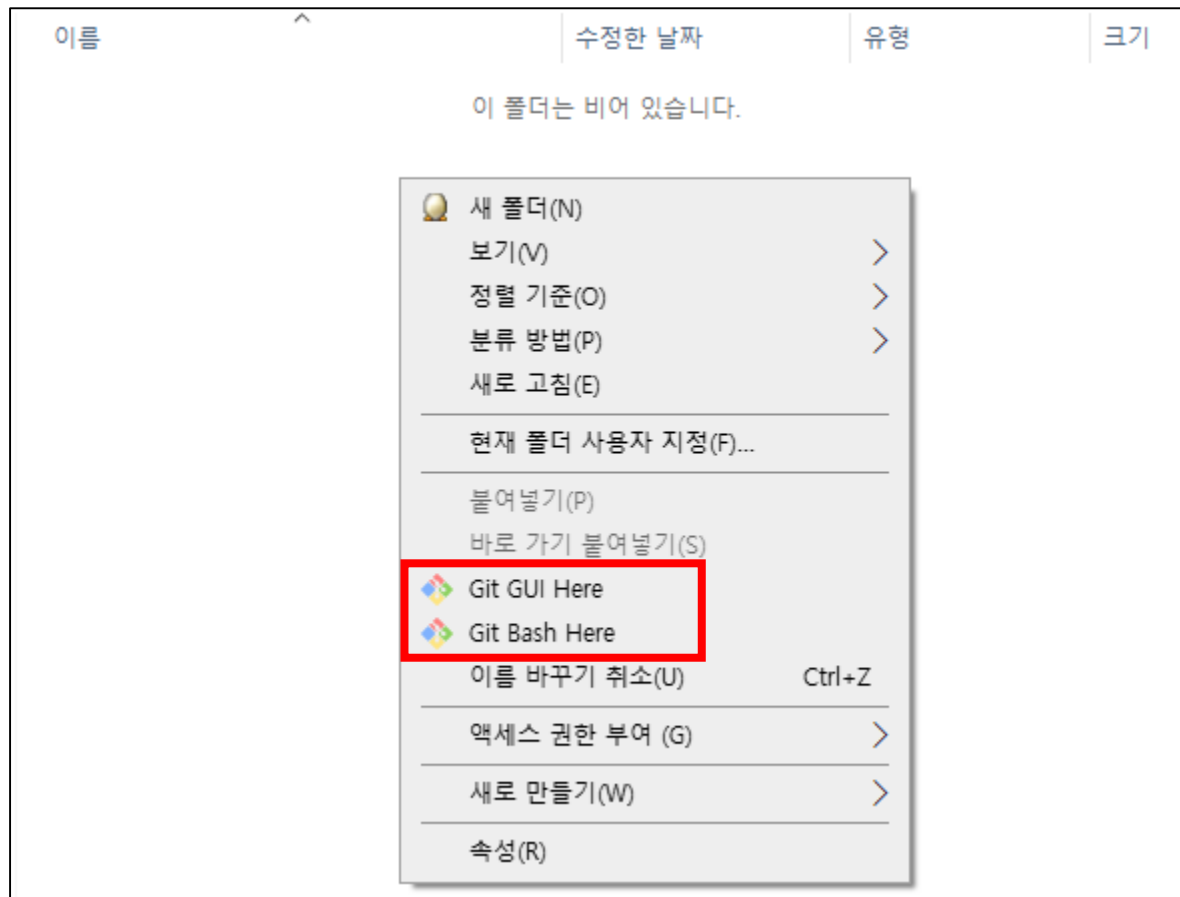 이름 수정한 날짜 유형 크기
이 폴더는 비어 있습니다.
새 폴더(N)
보기(V)
정렬 기준(O)
분류 방법(P)
새로 고침(E)
현재 폴더 사용자 지정(F)...
붙여넣기(P)
바로 가기 붙여넣기(S)
Git GUI Here
Git Bash Here
이름 바꾸기 취소(U) Ctrl+Z
액세스 권한 부여 (G)
새로 만들기(W)
속성(R)